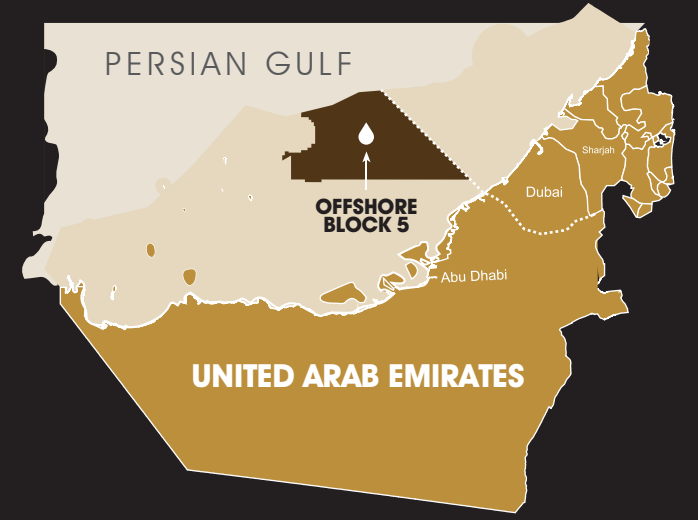 PERSIAN GULF
Sharjah
Dubai
OFFSHORE
BLOCK 5
Abu Dhabi
UNITED ARAB EMIRATES